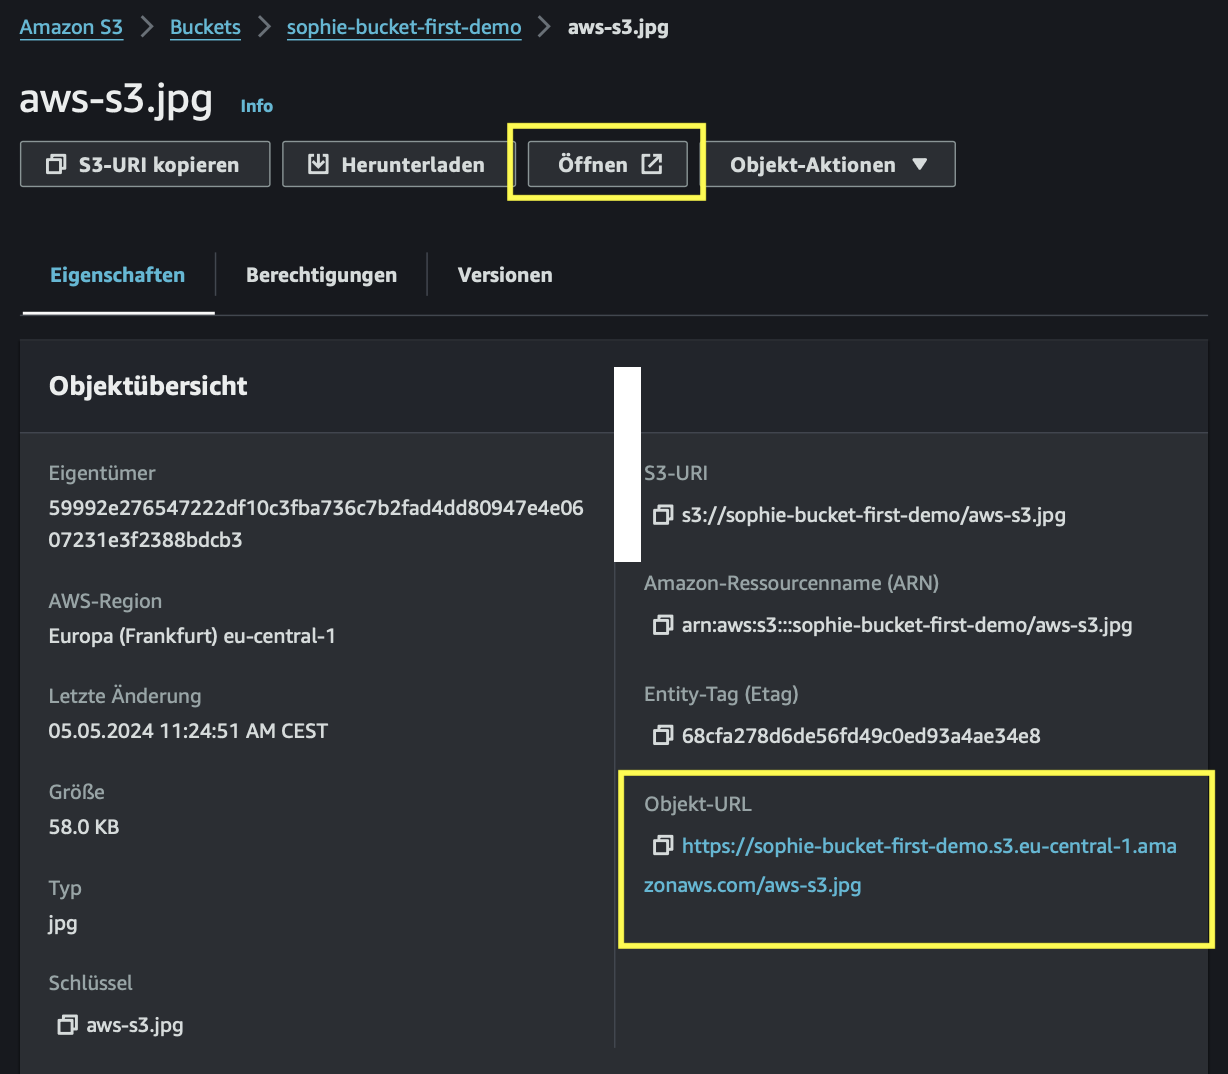 Amazon S3 > Buckets > sophie-bucket-first-demo > aws-s3.jpg
aws-s3.jpg Info
S3-URI kopieren Herunterladen Öffnen Objekt-Aktionen
Eigenschaften Berechtigungen Versionen
Objektübersicht
Eigentümer
59992e276547222df10c3fba736c7b2fad4dd80947e4e06
07231e3f2388bdcb3
AWS-Region
Europa (Frankfurt) eu-central-1
Letzte Änderung
05.05.2024 11:24:51 AM CEST
Größe
58.0 KB
Typ
jpg
Schlüssel
aws-s3.jpg
S3-URI
s3://sophie-bucket-first-demo/aws-s3.jpg
Amazon-Ressourcenname (ARN)
arn:aws:s3:::sophie-bucket-first-demo/aws-s3.jpg
Entity-Tag (Etag)
68cfa278d6de56fd49c0ed93a4ae34e8
Objekt-URL
https://sophie-bucket-first-demo.s3.eu-central-1.ama
zonaws.com/aws-s3.jpg